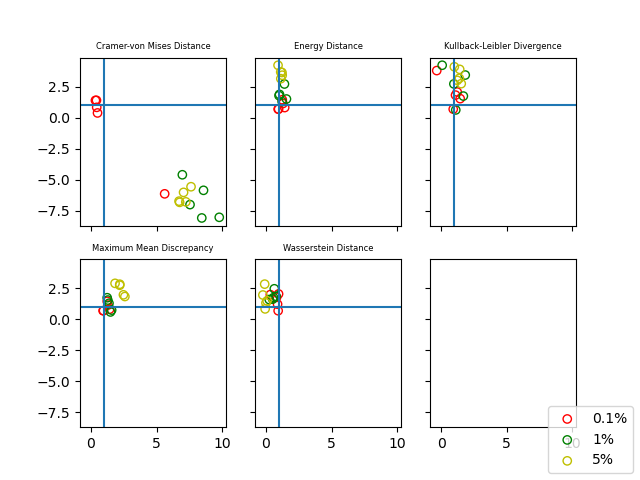 Cramer-von Mises Distance
Energy Distance
Kullback-Leibler Divergence
2.5
0.0
−2.5
−5.0
−7.5
Maximum Mean Discrepancy
Wasserstein Distance
2.5
0.0
−2.5
−5.0
−7.5
0 5 10
0 5 10
0 5 10
0.1%
1%
5%